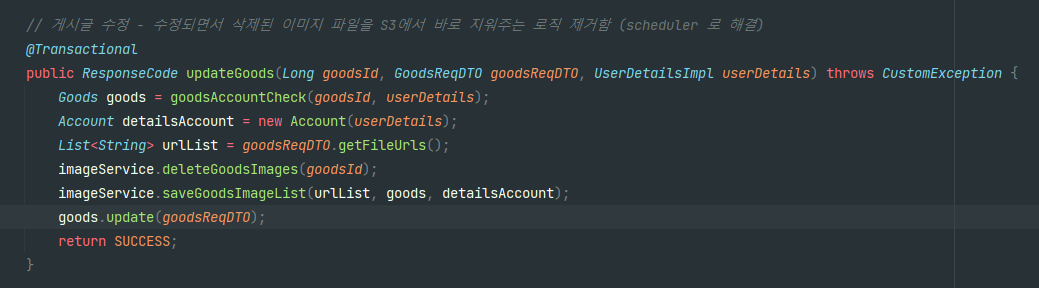 // 게시글 수정 - 수정되면서 삭제된 이미지 파일을 S3에서 바로 지워주는 로직 제거함 (scheduler 로 해결)
@Transactional
public ResponseCode updateGoods(Long goodsId, GoodsReqDTO goodsReqDTO, UserDetailsImpl userDetails) throws CustomException {
    Goods goods = goodsAccountCheck(goodsId, userDetails);
    Account detailsAccount = new Account(userDetails);
    List<String> urlList = goodsReqDTO.getFileUrls();
    imageService.deleteGoodsImages(goodsId);
    imageService.saveGoodsImageList(urlList, goods, detailsAccount);
    goods.update(goodsReqDTO);
    return SUCCESS;
}